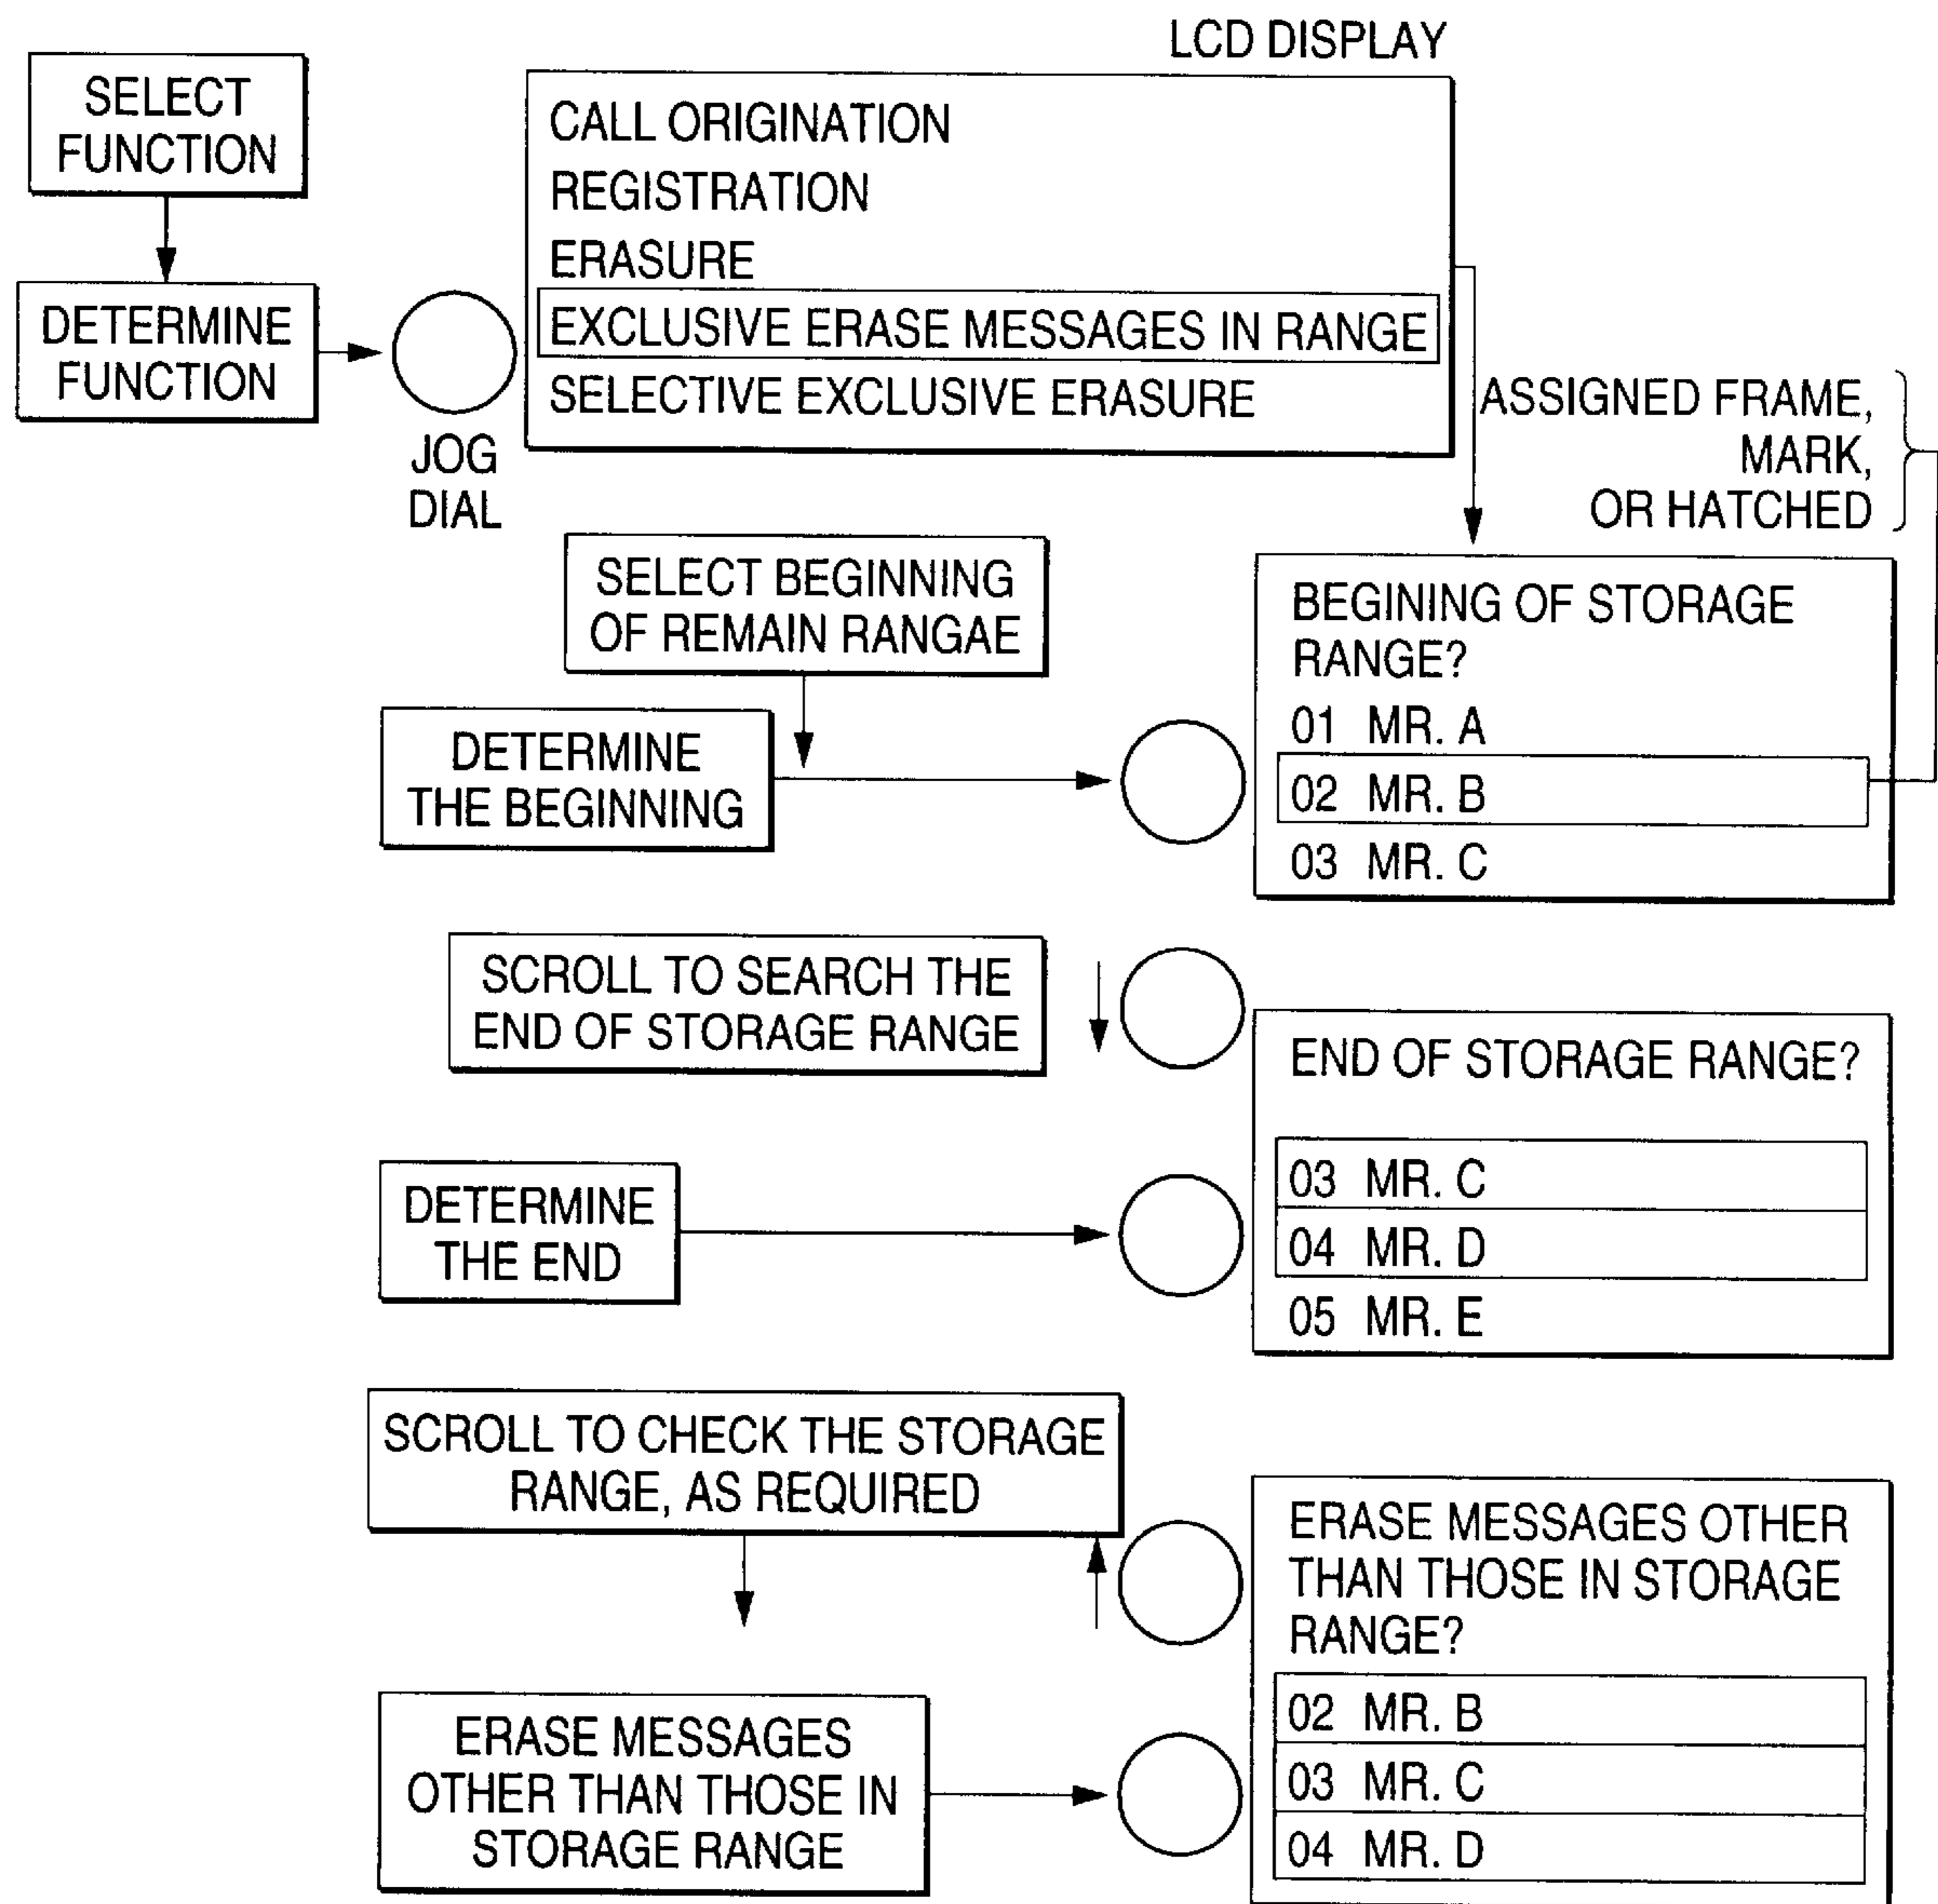 LCD DISPLAY
SELECT
FUNCTION
DETERMINE
FUNCTION
JOG
DIAL
CALL ORIGINATION
REGISTRATION
ERASURE
EXCLUSIVE ERASE MESSAGES IN RANGE
SELECTIVE EXCLUSIVE ERASURE
ASSIGNED FRAME,
MARK,
OR HATCHED
SELECT BEGINNING
OF REMAIN RANGAE
DETERMINE
THE BEGINNING
BEGINING OF STORAGE
RANGE?
01 MR. A
02 MR. B
03 MR. C
SCROLL TO SEARCH THE
END OF STORAGE RANGE
DETERMINE
THE END
END OF STORAGE RANGE?
03 MR. C
04 MR. D
05 MR. E
SCROLL TO CHECK THE STORAGE
RANGE, AS REQUIRED
ERASE MESSAGES
OTHER THAN THOSE IN
STORAGE RANGE
ERASE MESSAGES OTHER
THAN THOSE IN STORAGE
RANGE?
02 MR. B
03 MR. C
04 MR. D